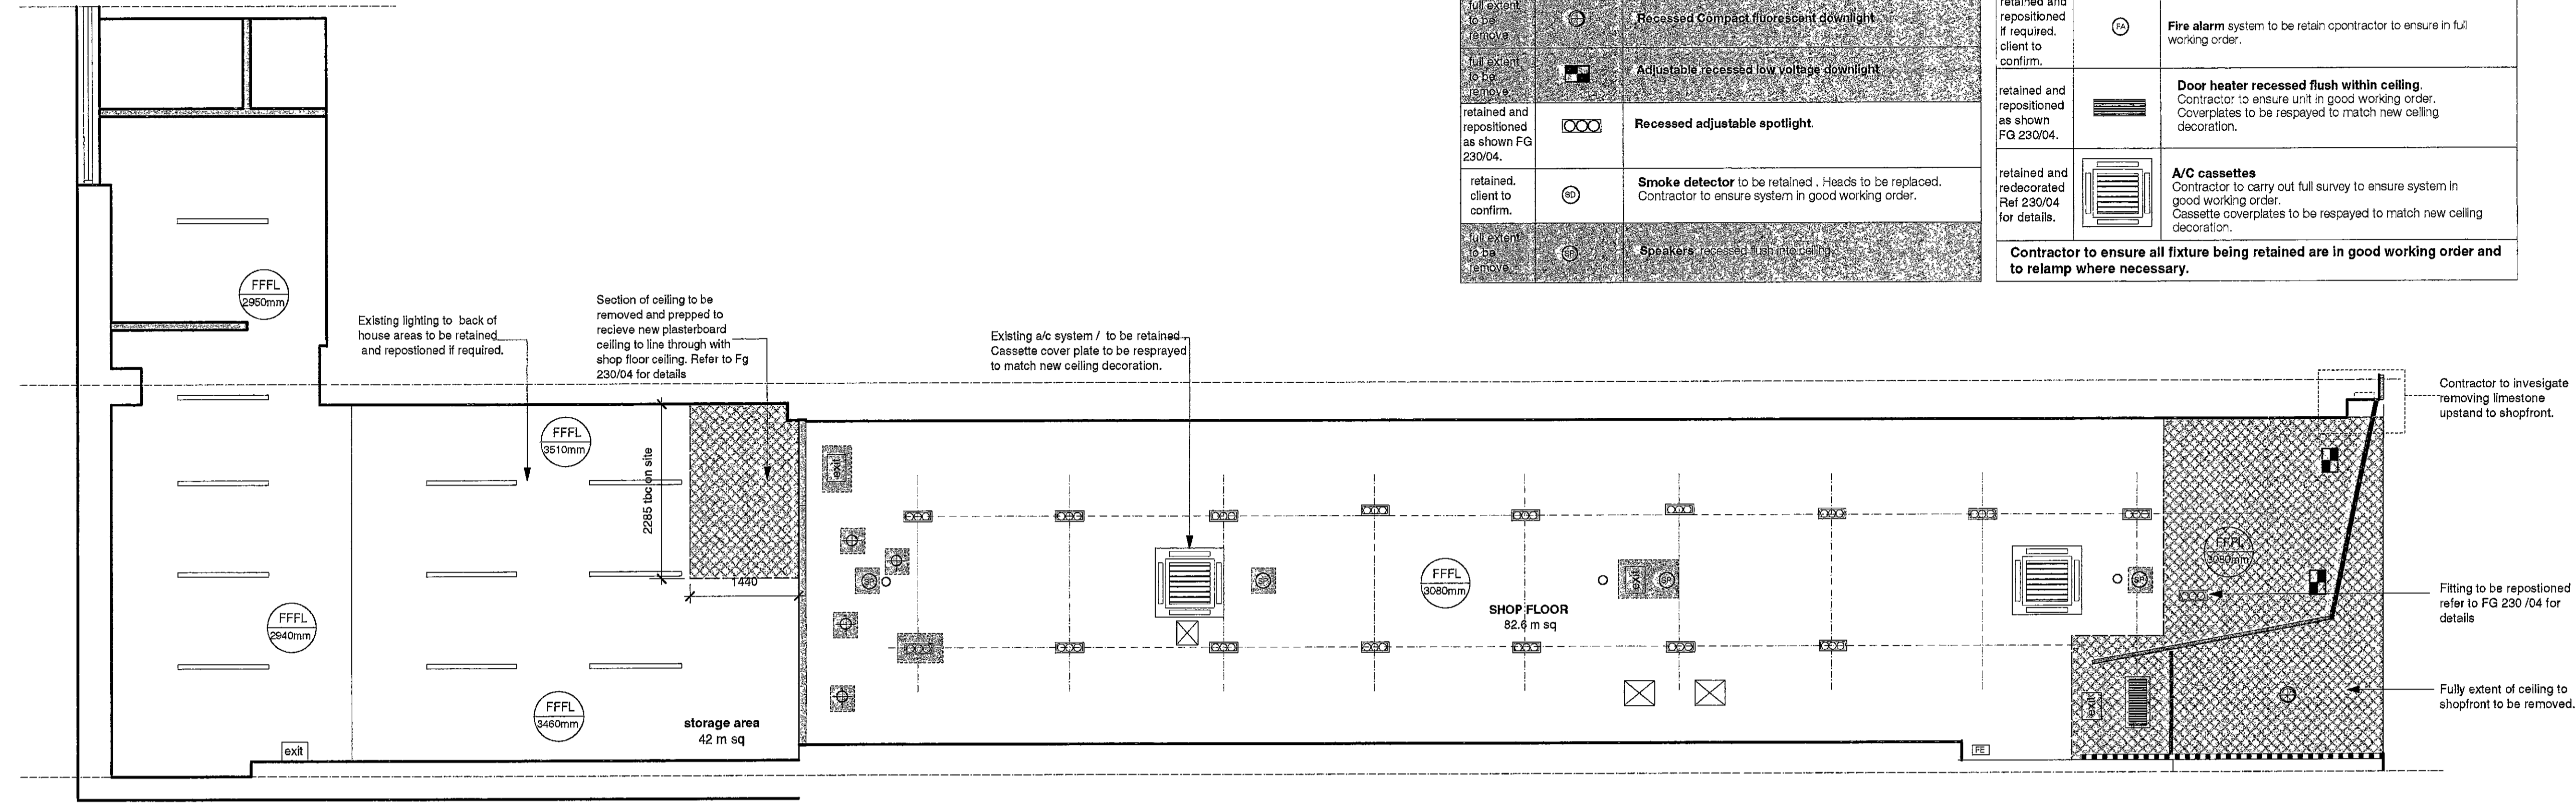 full extent
to be
remove
Recessed Compact fluorescent downlight
full extent
to be
remove
Adjustable recessed low voltage downlight
retained and
repositioned
as shown FG
230/04.
Recessed adjustable spotlight.
retained.
client to
confirm.
SD
Smoke detector to be retained . Heads to be replaced.
Contractor to ensure system in good working order.
full extent
to be
remove
SP
Speakers recessed flush into ceiling.
retained and
repositioned
if required.
client to
confirm.
FA
Fire alarm system to be retain cpontractor to ensure in full
working order.
retained and
repositioned
as shown
FG 230/04.
Door heater recessed flush within ceiling.
Contractor to ensure unit in good working order.
Coverplates to be respayed to match new ceiling
decoration.
retained and
redecorated
Ref 230/04
for details.
A/C cassettes
Contractor to carry out full survey to ensure system in
good working order.
Cassette coverplates to be respayed to match new ceiling
decoration.
Contractor to ensure all fixture being retained are in good working order and
to relamp where necessary.
FFFL
2950mm
Existing lighting to back of
house areas to be retained
and repostioned if required.
Section of ceiling to be
removed and prepped to
recieve new plasterboard
ceiling to line through with
shop floor ceiling. Refer to Fg
230/04 for details
Existing a/c system / to be retained
Cassette cover plate to be resprayed
to match new ceiling decoration.
Contractor to invesigate
removing limestone
upstand to shopfront.
FFFL
3510mm
2285 tbc on site
1440
exit
SP
SP
FFFL
3080mm
exit
SP
SP
FFFL
3080mm
SHOP FLOOR
82.6 m sq
Fitting to be repostioned
refer to FG 230 /04 for
details
FFFL
2940mm
FFFL
3460mm
storage area
42 m sq
exit
exit
FE
Fully extent of ceiling to
shopfront to be removed.